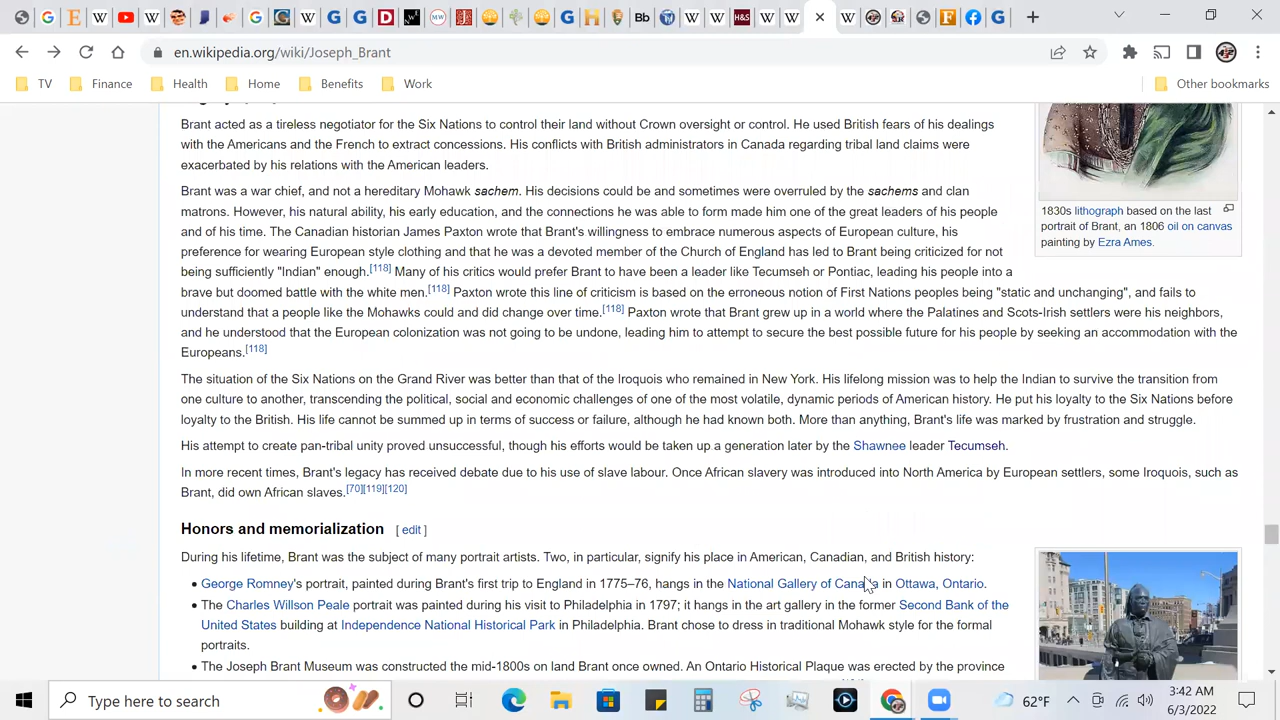 en.wikipedia.org/wiki/Joseph_Brant
TV
Finance
Health
Home
Benefits
Work
Other bookmarks
Brant acted as a tireless negotiator for the Six Nations to control their land without Crown oversight or control. He used British fears of his dealings
with the Americans and the French to extract concessions. His conflicts with British administrators in Canada regarding tribal land claims were
exacerbated by his relations with the American leaders.
Brant was a war chief, and not a hereditary Mohawk sachem. His decisions could be and sometimes were overruled by the sachems and clan
matrons. However, his natural ability, his early education, and the connections he was able to form made him one of the great leaders of his people
and of his time. The Canadian historian James Paxton wrote that Brant's willingness to embrace numerous aspects of European culture, his
preference for wearing European style clothing and that he was a devoted member of the Church of England has led to Brant being criticized for not
being sufficiently "Indian" enough.[118] Many of his critics would prefer Brant to have been a leader like Tecumseh or Pontiac, leading his people into a
brave but doomed battle with the white men.[118] Paxton wrote this line of criticism is based on the erroneous notion of First Nations peoples being "static and unchanging", and fails to
understand that a people like the Mohawks could and did change over time.[118] Paxton wrote that Brant grew up in a world where the Palatines and Scots-Irish settlers were his neighbors,
and he understood that the European colonization was not going to be undone, leading him to attempt to secure the best possible future for his people by seeking an accommodation with the
Europeans.[118]
1830s lithograph based on the last
portrait of Brant, an 1806 oil on canvas
painting by Ezra Ames.
The situation of the Six Nations on the Grand River was better than that of the Iroquois who remained in New York. His lifelong mission was to help the Indian to survive the transition from
one culture to another, transcending the political, social and economic challenges of one of the most volatile, dynamic periods of American history. He put his loyalty to the Six Nations before
loyalty to the British. His life cannot be summed up in terms of success or failure, although he had known both. More than anything, Brant's life was marked by frustration and struggle.
His attempt to create pan-tribal unity proved unsuccessful, though his efforts would be taken up a generation later by the Shawnee leader Tecumseh.
In more recent times, Brant's legacy has received debate due to his use of slave labour. Once African slavery was introduced into North America by European settlers, some Iroquois, such as
Brant, did own African slaves.[70][119][120]
Honors and memorialization [ edit ]
During his lifetime, Brant was the subject of many portrait artists. Two, in particular, signify his place in American, Canadian, and British history:
• George Romney's portrait, painted during Brant's first trip to England in 1775–76, hangs in the National Gallery of Canada in Ottawa, Ontario.
• The Charles Willson Peale portrait was painted during his visit to Philadelphia in 1797; it hangs in the art gallery in the former Second Bank of the
United States building at Independence National Historical Park in Philadelphia. Brant chose to dress in traditional Mohawk style for the formal
portraits.
• The Joseph Brant Museum was constructed the mid-1800s on land Brant once owned. An Ontario Historical Plaque was erected by the province
Type here to search
62°F
3:42 AM
6/3/2022